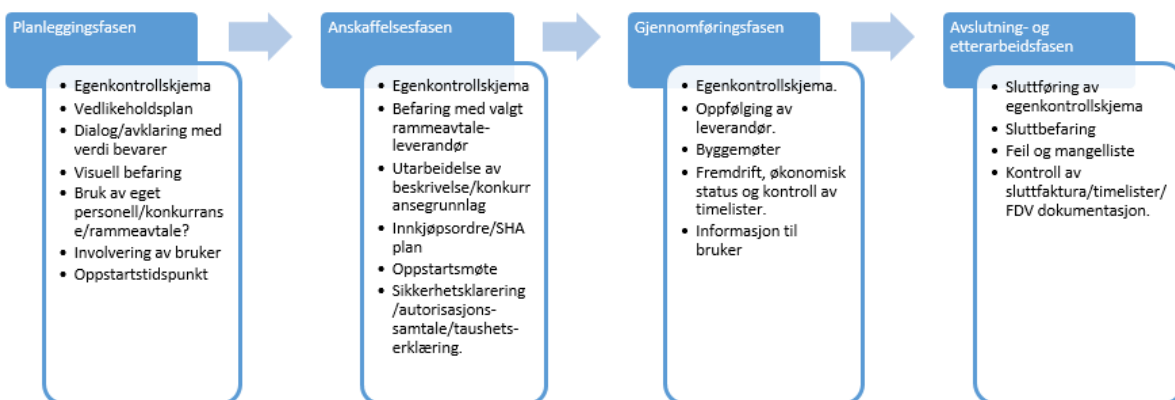 Planleggingsfasen
• Egenkontrollskjema
• Vedlikeholdsplan
• Dialog/avklaring med
verdi bevarer
• Visuell befaring
• Bruk av eget
personell/konkurrans
e/rammeavtale?
• Involvering av bruker
• Oppstartstidspunkt
Anskaffelsesfasen
• Egenkontrollskjema
• Befaring med valgt
rammeavtale-
leverandør
• Utarbeidelse av
beskrivelse/konkurr
ansegrunnlag
• Innkjøpsordre/SHA
plan
• Oppstartsmøte
• Sikkerhetsklarering
/autorisasjons-
samtale/taushets-
erklæring.
Gjennomføringsfasen
• Egenkontrollskjema.
• Oppfølging av
leverandør.
• Byggemøter
• Fremdrift, økonomisk
status og kontroll av
timelister.
• Informasjon til
bruker
Avslutning- og
etterarbeidsfasen
• Sluttføring av
egenkontrollskjema
• Sluttbefaring
• Feil og mangelliste
• Kontroll av
sluttfaktura/timelister/
FDV dokumentasjon.